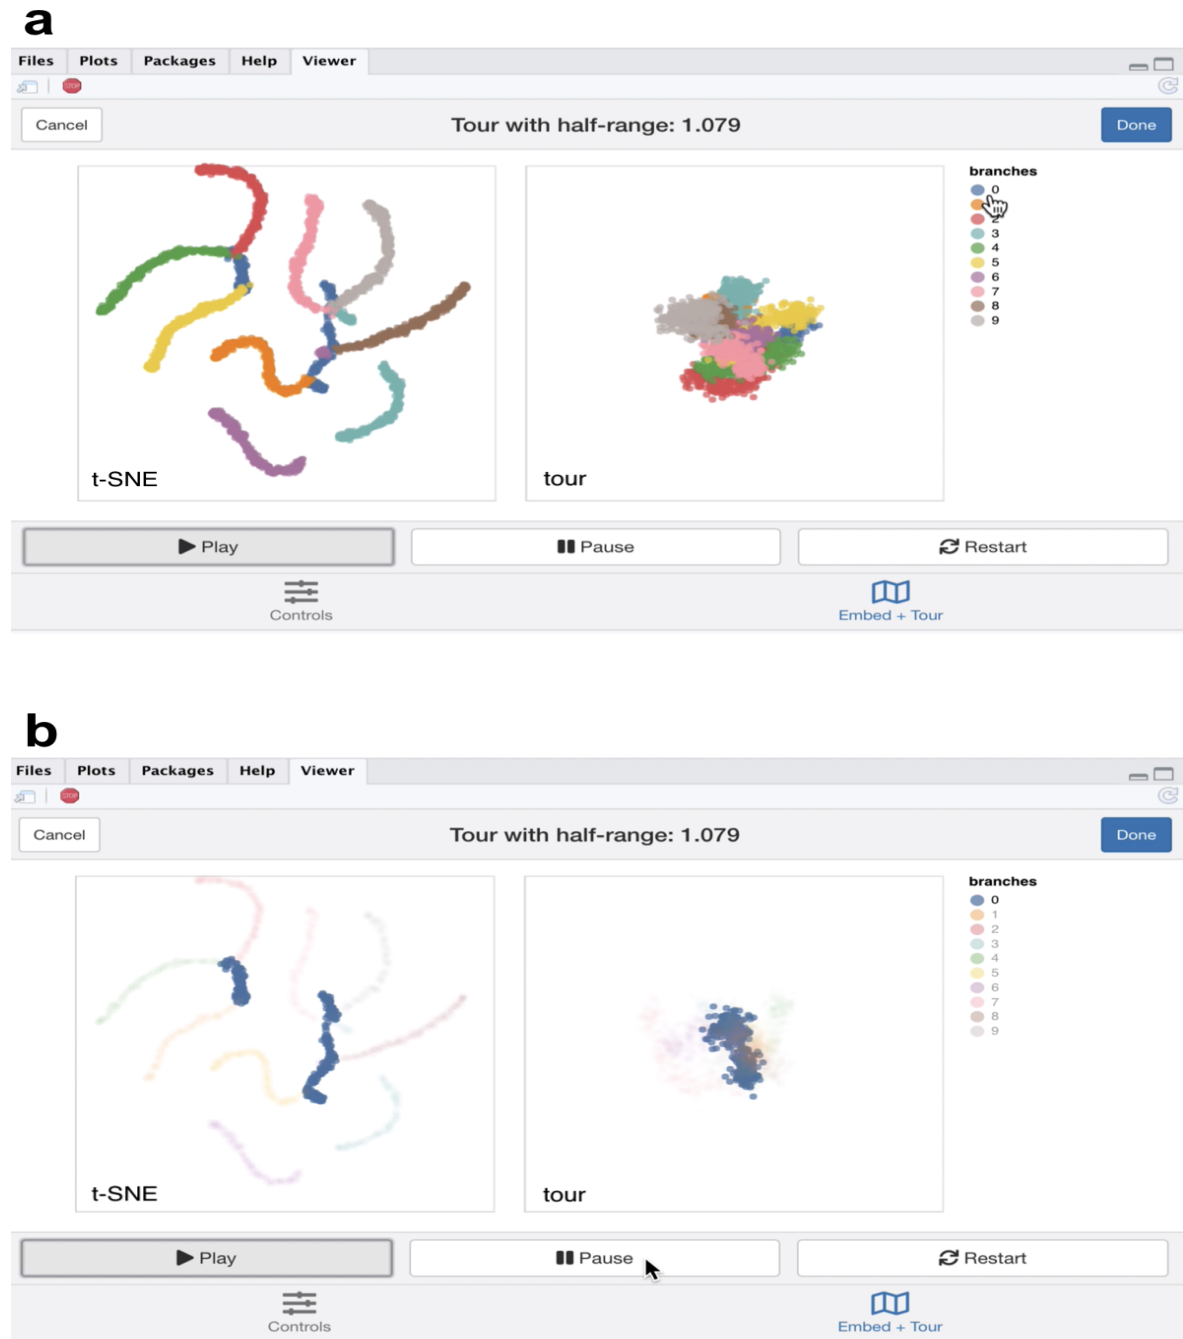 a
Files Plots Packages Help Viewer
STOP
Cancel Tour with half-range: 1.079 Done
branches
0
2
3
4
5
6
7
8
9
t-SNE tour
Play Pause Restart
Controls Embed + Tour
b
Files Plots Packages Help Viewer
STOP
Cancel Tour with half-range: 1.079 Done
branches
0
1
2
3
4
5
6
7
8
9
t-SNE tour
Play Pause Restart
Controls Embed + Tour